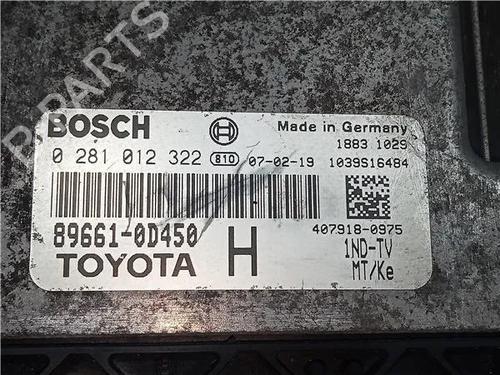 B-PARTS
BOSCH
Made in Germany
1883 1029
0 281 012 322 810 07-02-19 1039S16484
407918-0975
89661-0D450
1ND-TV
TOYOTA H
MT/Ke